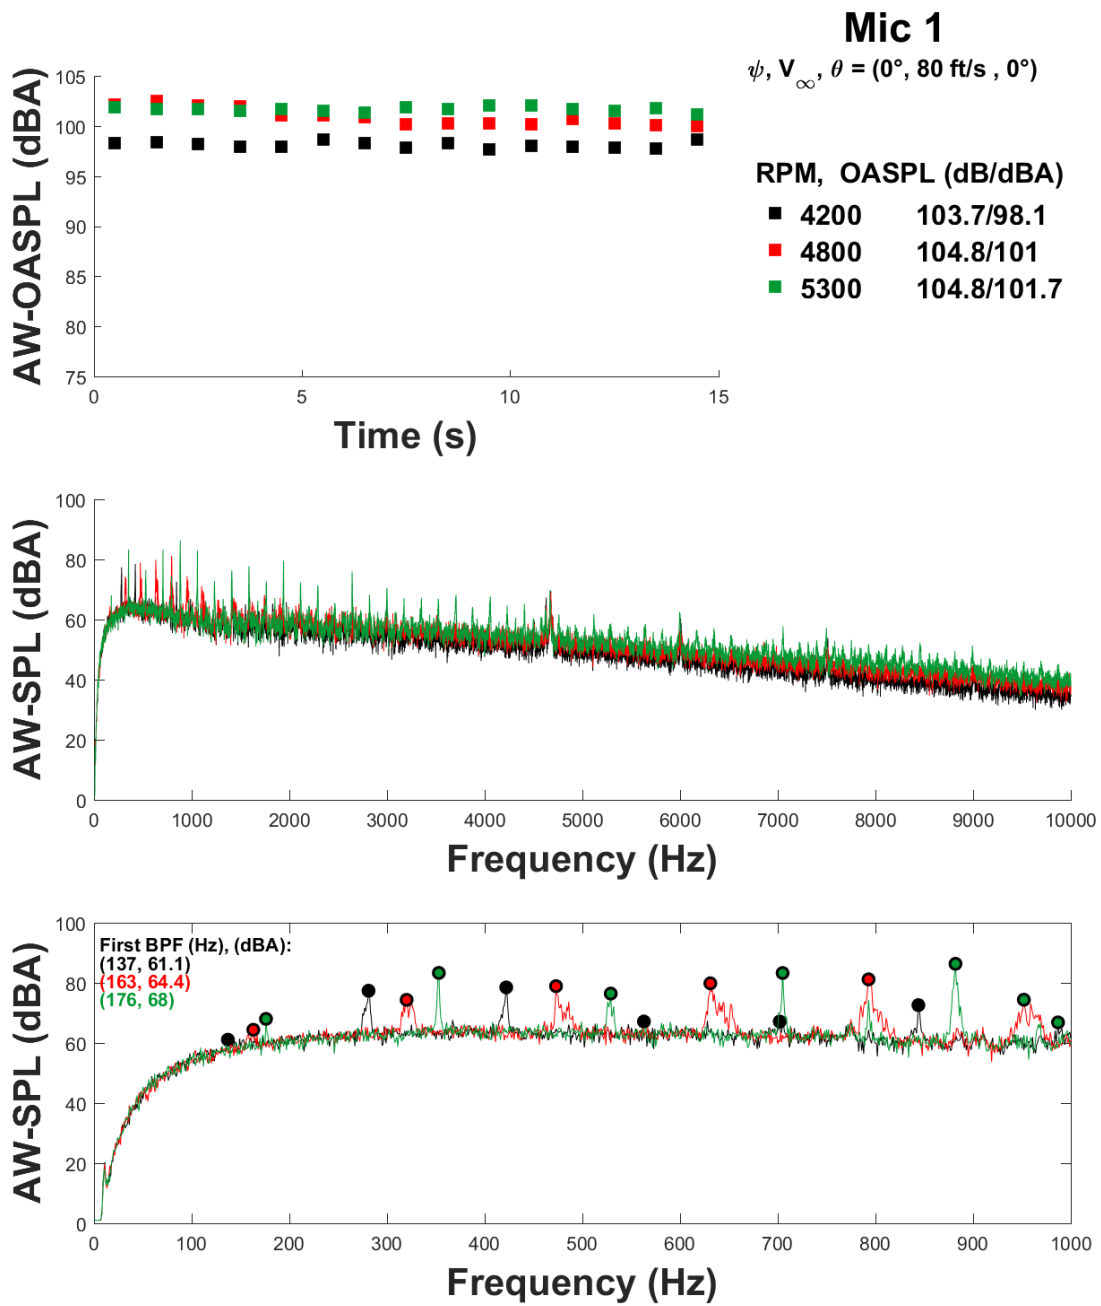 Mic 1
ψ, V∞, θ = (0°, 80 ft/s , 0°)
RPM, OASPL (dB/dBA)
4200 103.7/98.1
4800 104.8/101
5300 104.8/101.7
AW-OASPL (dBA)
105
100
95
90
85
80
75
0 5 10 15
Time (s)
AW-SPL (dBA)
100
80
60
40
20
0
0 1000 2000 3000 4000 5000 6000 7000 8000 9000 10000
Frequency (Hz)
AW-SPL (dBA)
100
80
60
40
20
0
First BPF (Hz), (dBA):
(137, 61.1)
(163, 64.4)
(176, 68)
0 100 200 300 400 500 600 700 800 900 1000
Frequency (Hz)